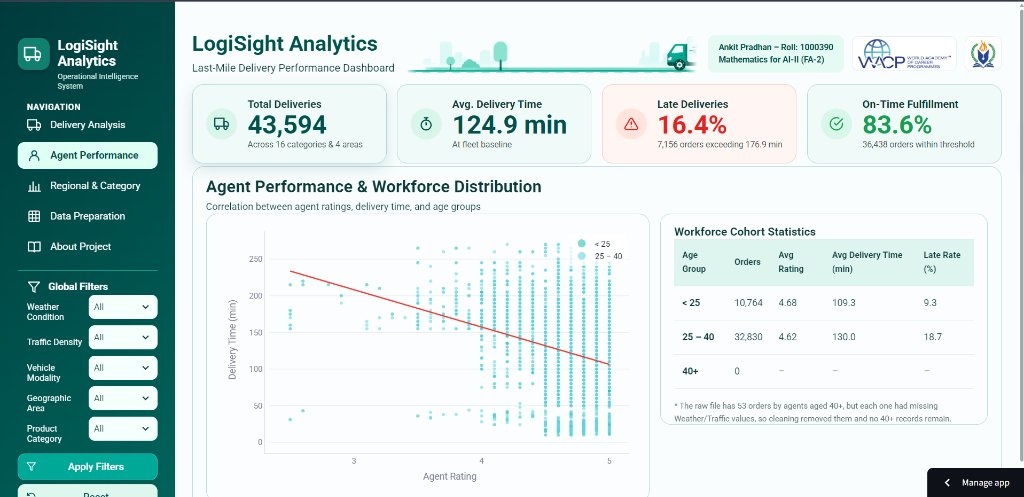 LogiSight
Analytics
Operational Intelligence
System
NAVIGATION
Delivery Analysis
Agent Performance
Regional & Category
Data Preparation
About Project
Global Filters
Weather
Condition
All
Traffic Density
All
Vehicle
Modality
All
Geographic
Area
All
Product
Category
All
Apply Filters
Reset
LogiSight Analytics
Last-Mile Delivery Performance Dashboard
Ankit Pradhan – Roll: 1000390
Mathematics for AI-II (FA-2)
WACP
WORLD ACADEMY
OF CAREER
PROGRAMMES
Total Deliveries
43,594
Across 16 categories & 4 areas
Avg. Delivery Time
124.9 min
At fleet baseline
Late Deliveries
16.4%
7,156 orders exceeding 176.9 min
On-Time Fulfillment
83.6%
36,438 orders within threshold
Agent Performance & Workforce Distribution
Correlation between agent ratings, delivery time, and age groups
< 25
25 – 40
Delivery Time (min)
250
200
150
100
50
0
3 4 5
Agent Rating
Workforce Cohort Statistics
Age Group Orders Avg Rating Avg Delivery Time (min) Late Rate (%)
< 25 10,764 4.68 109.3 9.3
25 – 40 32,830 4.62 130.0 18.7
40+ 0 – – –
* The raw file has 53 orders by agents aged 40+, but each one had missing
Weather/Traffic values, so cleaning removed them and no 40+ records remain.
Manage app